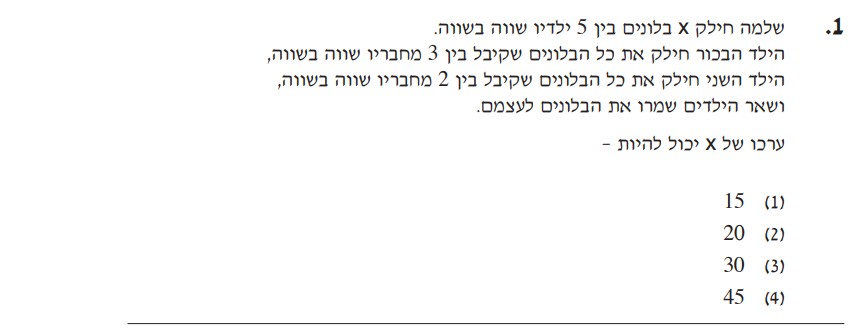 1. שלמה חילק x בלונים בין 5 ילדיו שווה בשווה.
הילד הבכור חילק את כל הבלונים שקיבל בין 3 מחבריו שווה בשווה,
הילד השני חילק את כל הבלונים שקיבל בין 2 מחבריו שווה בשווה,
ושאר הילדים שמרו את הבלונים לעצמם.
ערכו של x יכול להיות -
(1) 15
(2) 20
(3) 30
(4) 45